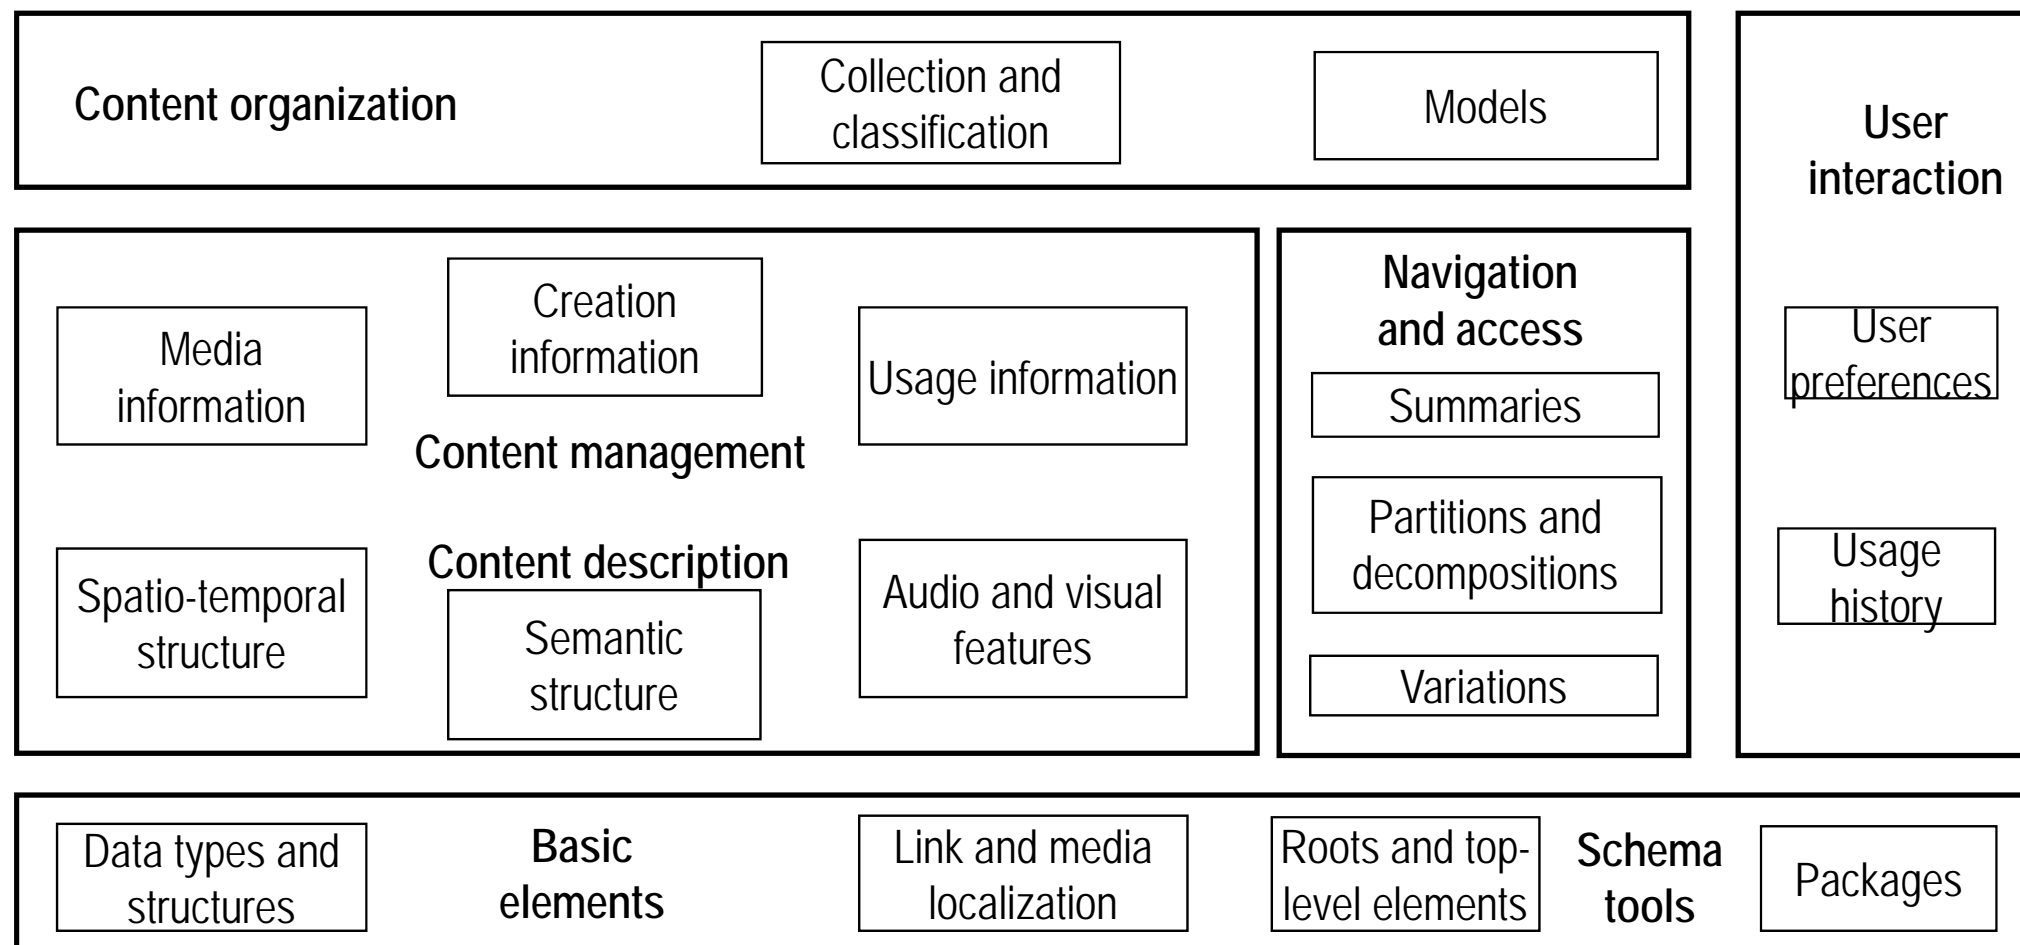 Content organization
Collection and
classification
Models
User
interaction
Media
information
Creation
information
Usage information
Content management
Content description
Spatio-temporal
structure
Semantic
structure
Audio and visual
features
Navigation
and access
Summaries
Partitions and
decompositions
Variations
User
preferences
Usage
history
Data types and
structures
Basic
elements
Link and media
localization
Roots and top-
level elements
Schema
tools
Packages